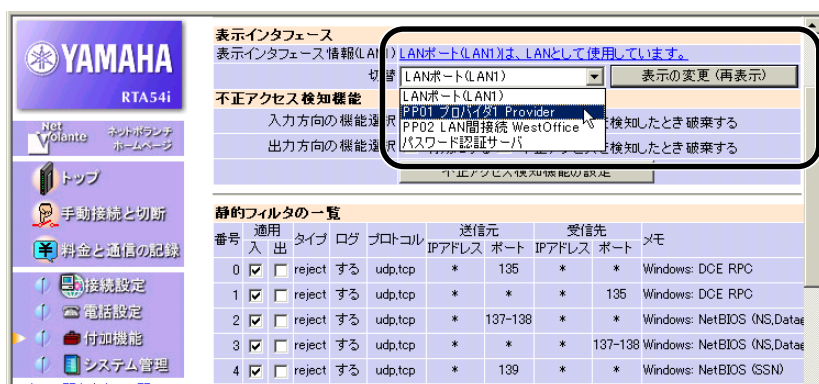 YAMAHA
RTA54i
Net Volante ネットボランチ ホームページ
トップ
手動接続と切断
料金と通信の記録
接続設定
電話設定
付加機能
システム管理
表示インタフェース
表示インタフェース情報(LAN1) LANポート(LAN1)は、LANとして使用しています。
切替 LANポート(LAN1) 表示の変更 (再表示)
LANポート(LAN1)
PP01 プロバイダ1 Provider
PP02 LAN間接続 WestOffice
パスワード認証サーバ
不正アクセス検知機能
入力方向の機能選択 を検知したとき破棄する
出力方向の機能選択 不正アクセスを検知したとき破棄する
不正アクセス検知機能の設定
静的フィルタの一覧
番号 適用 タイプ ログ プロトコル 送信元 受信先 メモ
入 出 IPアドレス ポート IPアドレス ポート
0 reject する udp,tcp * 135 * * Windows: DCE RPC
1 reject する udp,tcp * * * 135 Windows: DCE RPC
2 reject する udp,tcp * 137-138 * * Windows: NetBIOS (NS,Datag
3 reject する udp,tcp * * * 137-138 Windows: NetBIOS (NS,Datag
4 reject する udp,tcp * 139 * * Windows: NetBIOS (SSN)